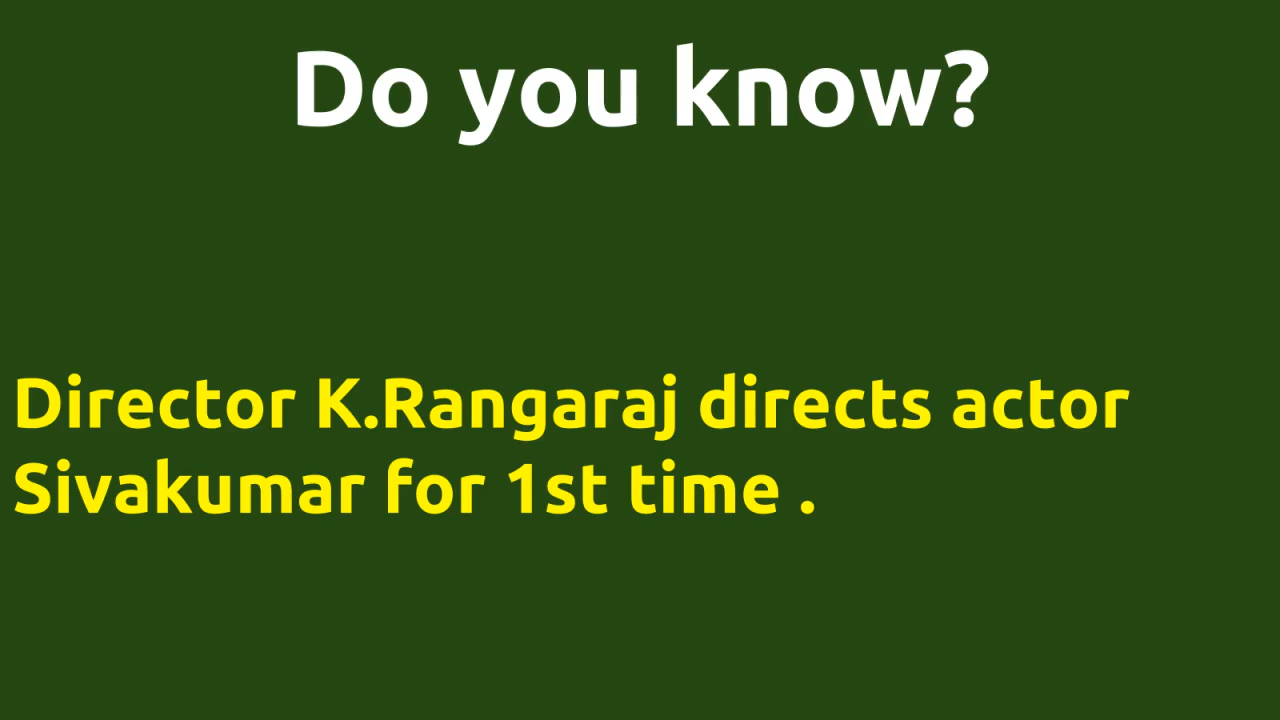 Do you know?
Director K.Rangaraj directs actor
Sivakumar for 1st time .